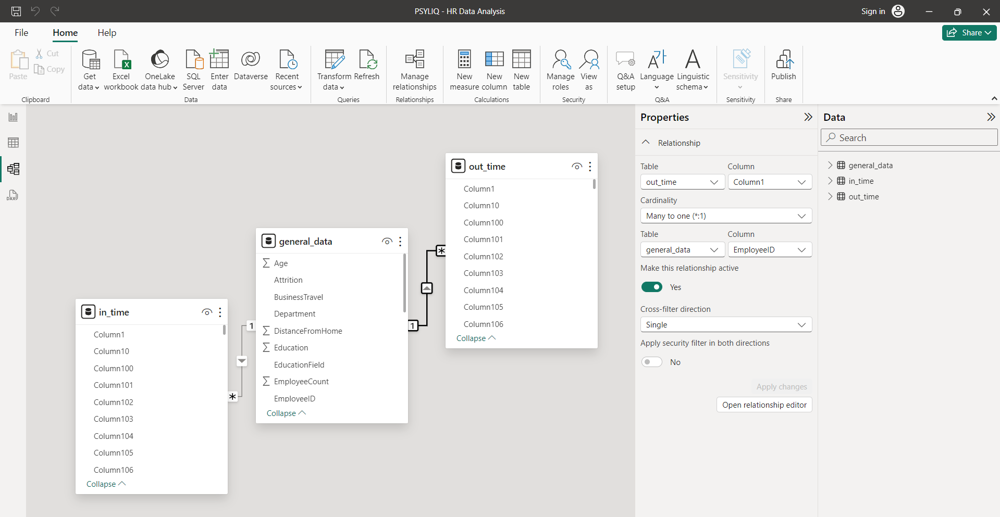 PSYLIQ - HR Data Analysis
Sign in
File
Home
Help
Share
Paste
Cut
Copy
Clipboard
Get data
Excel workbook
OneLake data hub
SQL Server
Enter data
Dataverse
Recent sources
Data
Transform data
Refresh
Queries
Manage relationships
Relationships
New measure
New column
New table
Calculations
Manage roles
View as
Security
Q&A setup
Language
Linguistic schema
Q&A
Sensitivity
Sensitivity
Publish
Share
DAX
in_time
Column1
Column10
Column100
Column101
Column102
Column103
Column104
Column105
Column106
Collapse
1
*
general_data
Age
Attrition
BusinessTravel
Department
DistanceFromHome
Education
EducationField
EmployeeCount
EmployeeID
Collapse
1
*
out_time
Column1
Column10
Column100
Column101
Column102
Column103
Column104
Column105
Column106
Collapse
Properties
Relationship
Table
Column
out_time
Column1
Cardinality
Many to one (*:1)
Table
Column
general_data
EmployeeID
Make this relationship active
Yes
Cross-filter direction
Single
Apply security filter in both directions
No
Apply changes
Open relationship editor
Data
Search
general_data
in_time
out_time